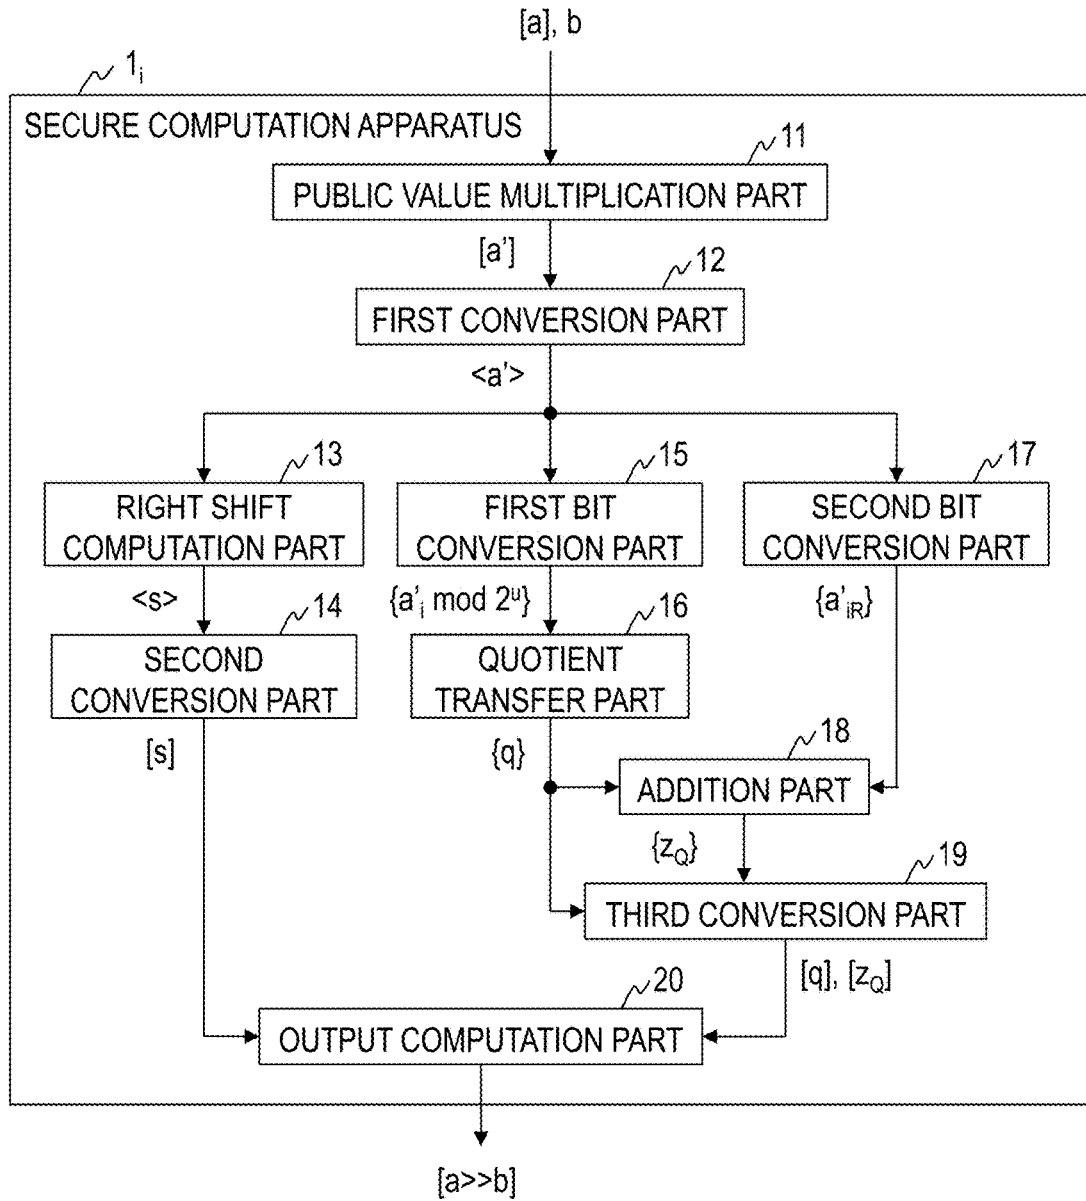 [a], b
1i
SECURE COMPUTATION APPARATUS
11
PUBLIC VALUE MULTIPLICATION PART
[a']
12
FIRST CONVERSION PART
<a'>
13
RIGHT SHIFT
COMPUTATION PART
15
FIRST BIT
CONVERSION PART
17
SECOND BIT
CONVERSION PART
<s>
{a'i mod 2^u}
{a'iR}
14
SECOND
CONVERSION PART
16
QUOTIENT
TRANSFER PART
[s]
{q}
18
ADDITION PART
{zQ}
19
THIRD CONVERSION PART
[q], [zQ]
20
OUTPUT COMPUTATION PART
[a>>b]